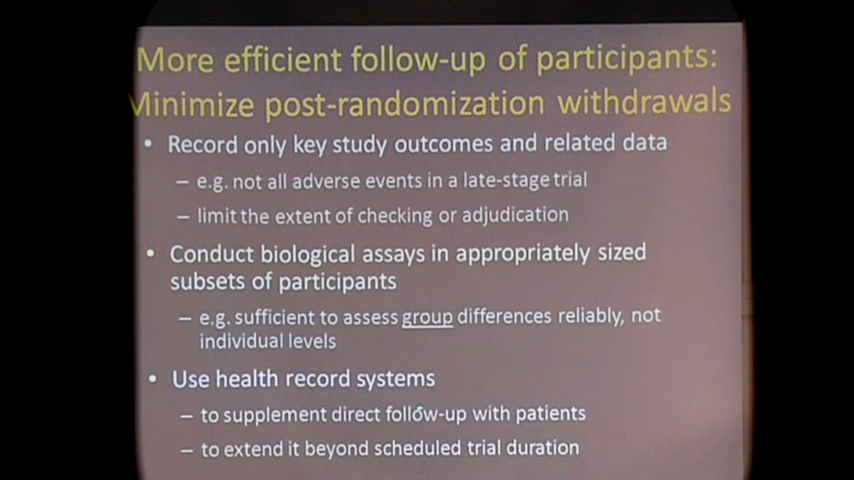 More efficient follow-up of participants:
Minimize post-randomization withdrawals
• Record only key study outcomes and related data
– e.g. not all adverse events in a late-stage trial
– limit the extent of checking or adjudication
• Conduct biological assays in appropriately sized
subsets of participants
– e.g. sufficient to assess group differences reliably, not
individual levels
• Use health record systems
– to supplement direct follow-up with patients
– to extend it beyond scheduled trial duration